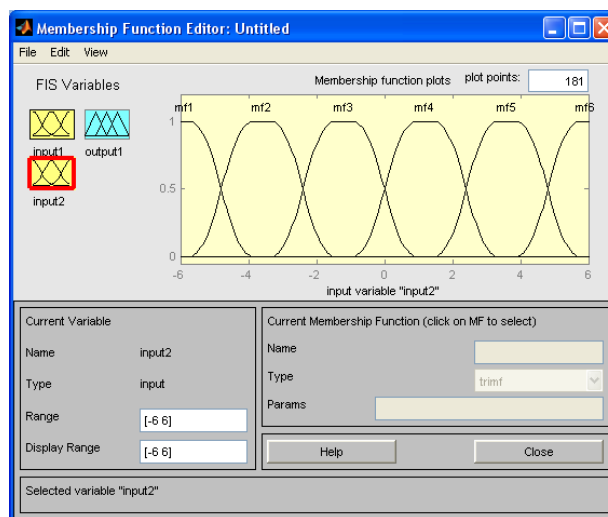 Membership Function Editor: Untitled
File Edit View
FIS Variables
Membership function plots plot points: 181
mf1 mf2 mf3 mf4 mf5 mf6
input1 output1
input2
1
0.5
0
-6 -4 -2 0 2 4 6
input variable "input2"
Current Variable
Name input2
Type input
Range [-6 6]
Display Range [-6 6]
Current Membership Function (click on MF to select)
Name
Type trimf
Params
Help Close
Selected variable "input2"